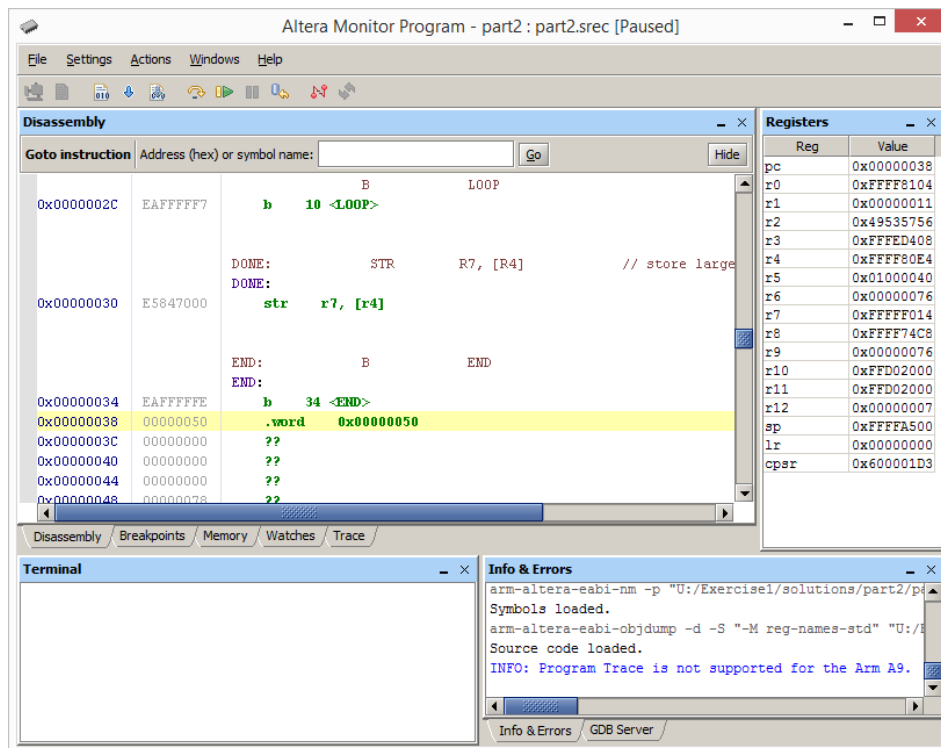 Altera Monitor Program - part2 : part2.srec [Paused]
File Settings Actions Windows Help
Disassembly
Goto instruction Address (hex) or symbol name: Go Hide
B LOOP
0x0000002C EAFFFFF7 b 10 <LOOP>
DONE: STR R7, [R4] // store large
DONE:
0x00000030 E5847000 str r7, [r4]
END: B END
END:
0x00000034 EAFFFFFE b 34 <END>
0x00000038 00000050 .word 0x00000050
0x0000003C 00000000 ??
0x00000040 00000000 ??
0x00000044 00000000 ??
0x00000048 00000078 ??
Disassembly Breakpoints Memory Watches Trace
Registers
Reg Value
pc 0x00000038
r0 0xFFFF8104
r1 0x00000011
r2 0x49535756
r3 0xFFFED408
r4 0xFFFF80E4
r5 0x01000040
r6 0x00000076
r7 0xFFFFF014
r8 0xFFFF74C8
r9 0x00000076
r10 0xFFD02000
r11 0xFFD02000
r12 0x00000007
sp 0xFFFFA500
lr 0x00000000
cpsr 0x600001D3
Terminal
Info & Errors
arm-altera-eabi-nm -p "U:/Exercise1/solutions/part2/pa
Symbols loaded.
arm-altera-eabi-objdump -d -S "-M reg-names-std" "U:/E
Source code loaded.
INFO: Program Trace is not supported for the Arm A9.
Info & Errors GDB Server